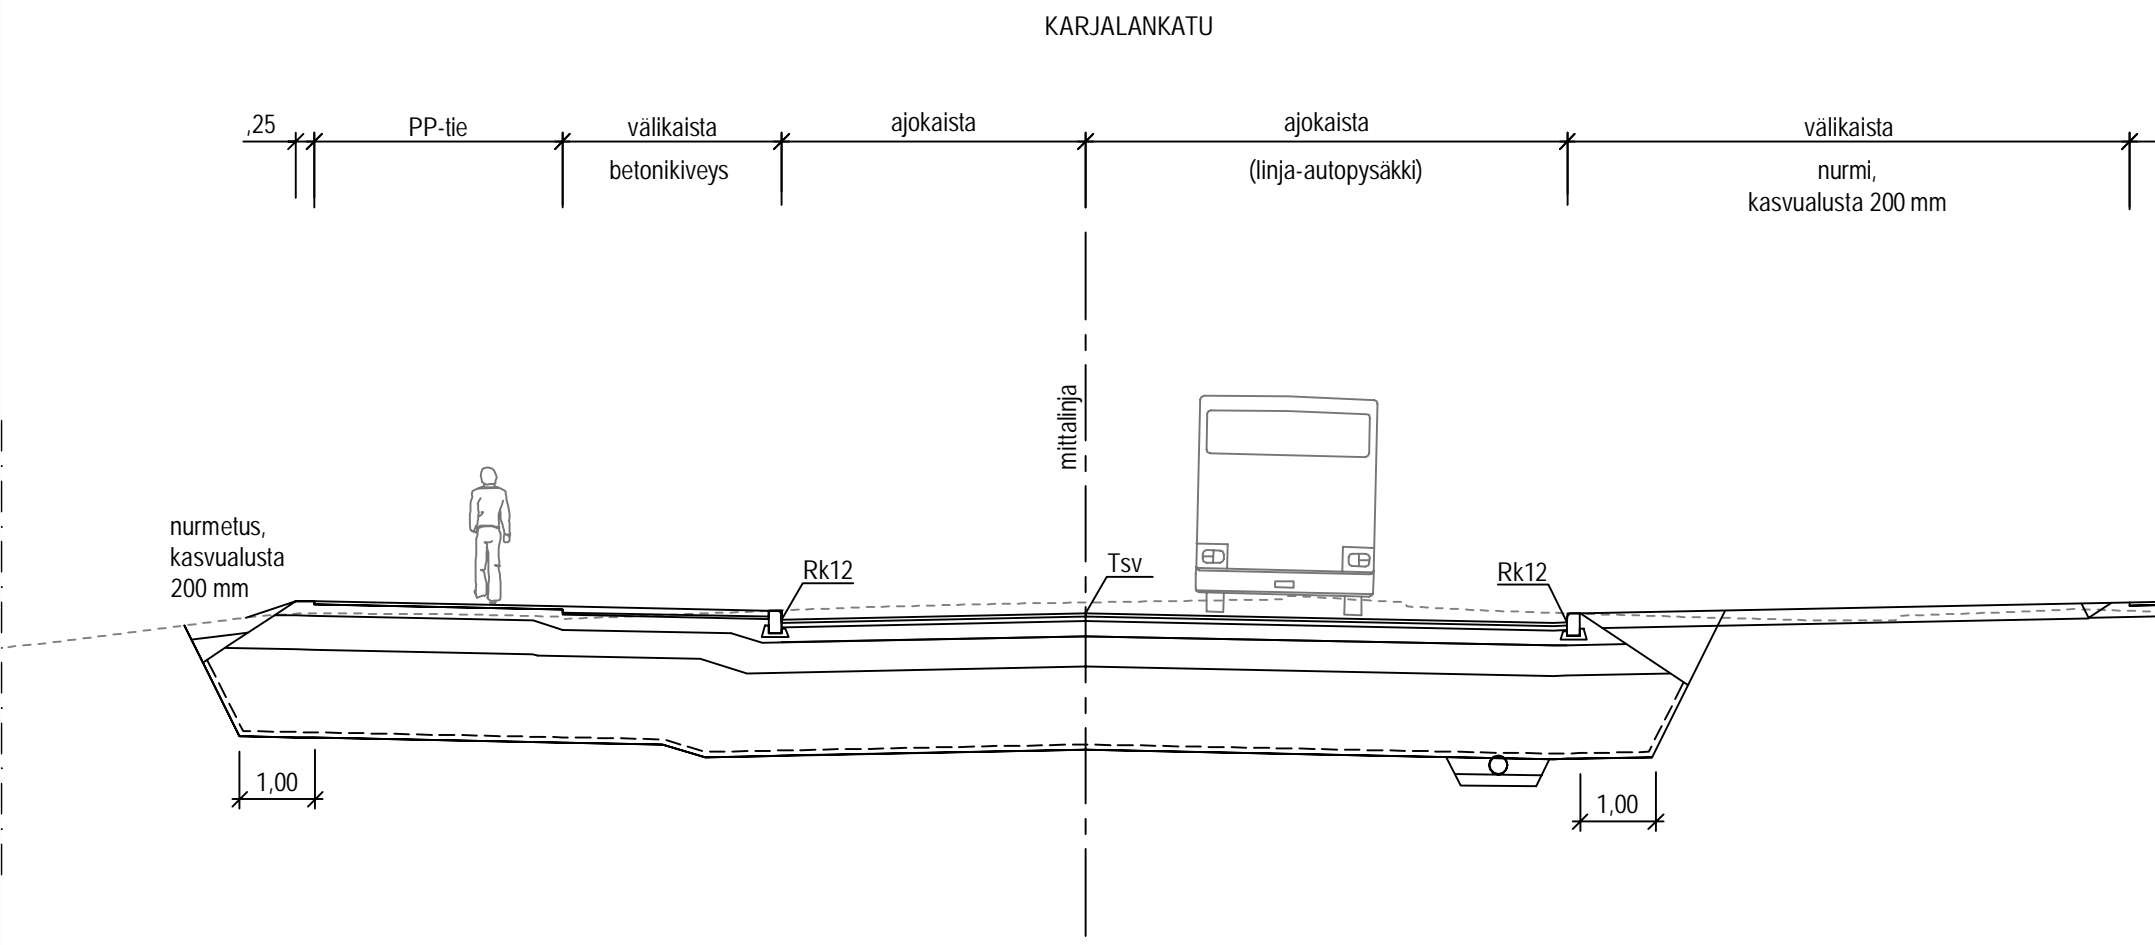 KARJALANKATU
,25
PP-tie
välikaista
betonikiveys
ajokaista
ajokaista
(linja-autopysäkki)
välikaista
nurmi,
kasvualusta 200 mm
mittalinja
nurmetus,
kasvualusta
200 mm
Rk12
Tsv
Rk12
1,00
1,00